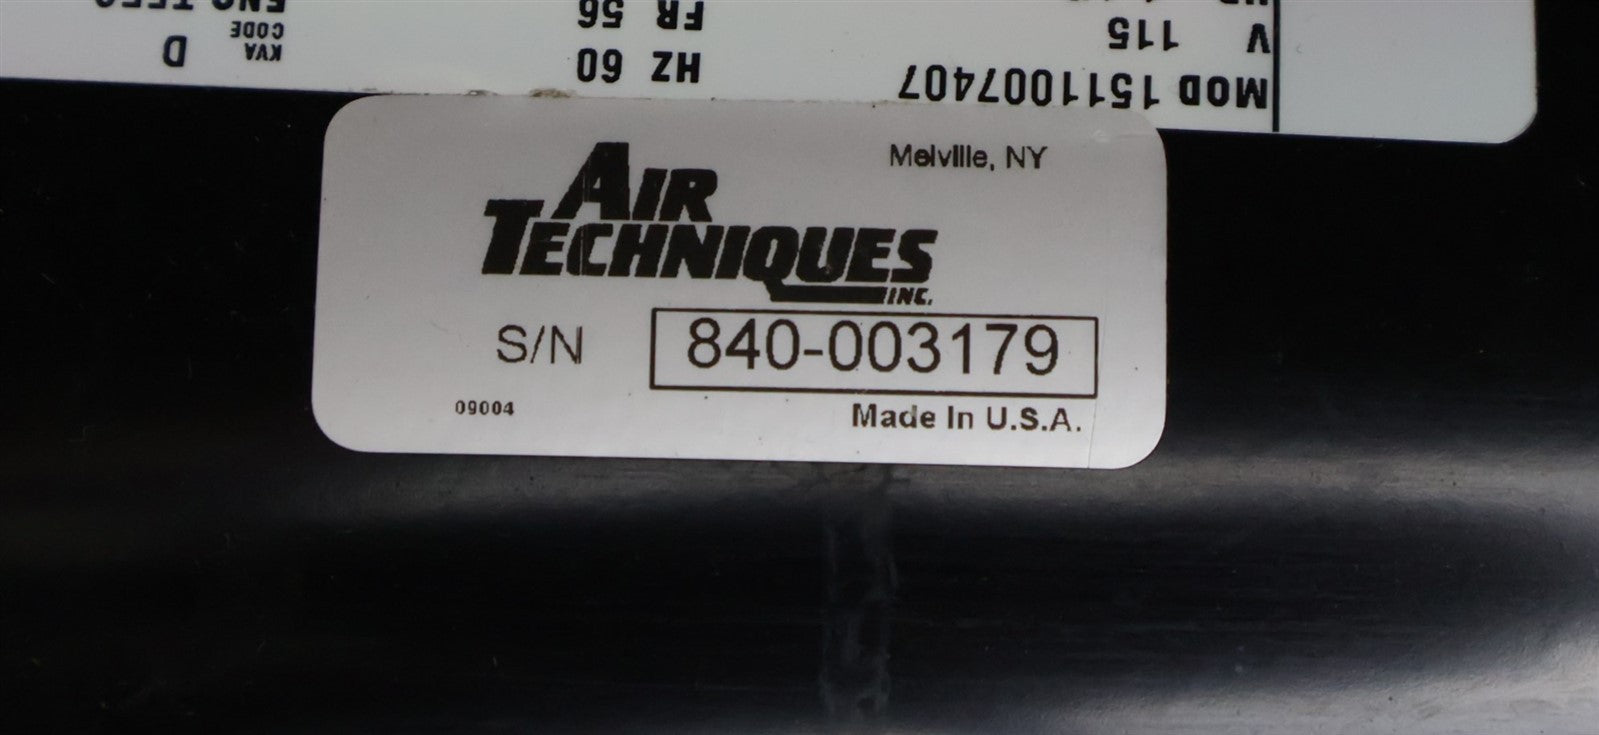 Melville, NY
AIR
TECHNIQUES
INC.
S/N 840-003179
09004 Made In U.S.A.
MOD 1511007407 HZ 60 KVA CODE D
V 115 FR 56